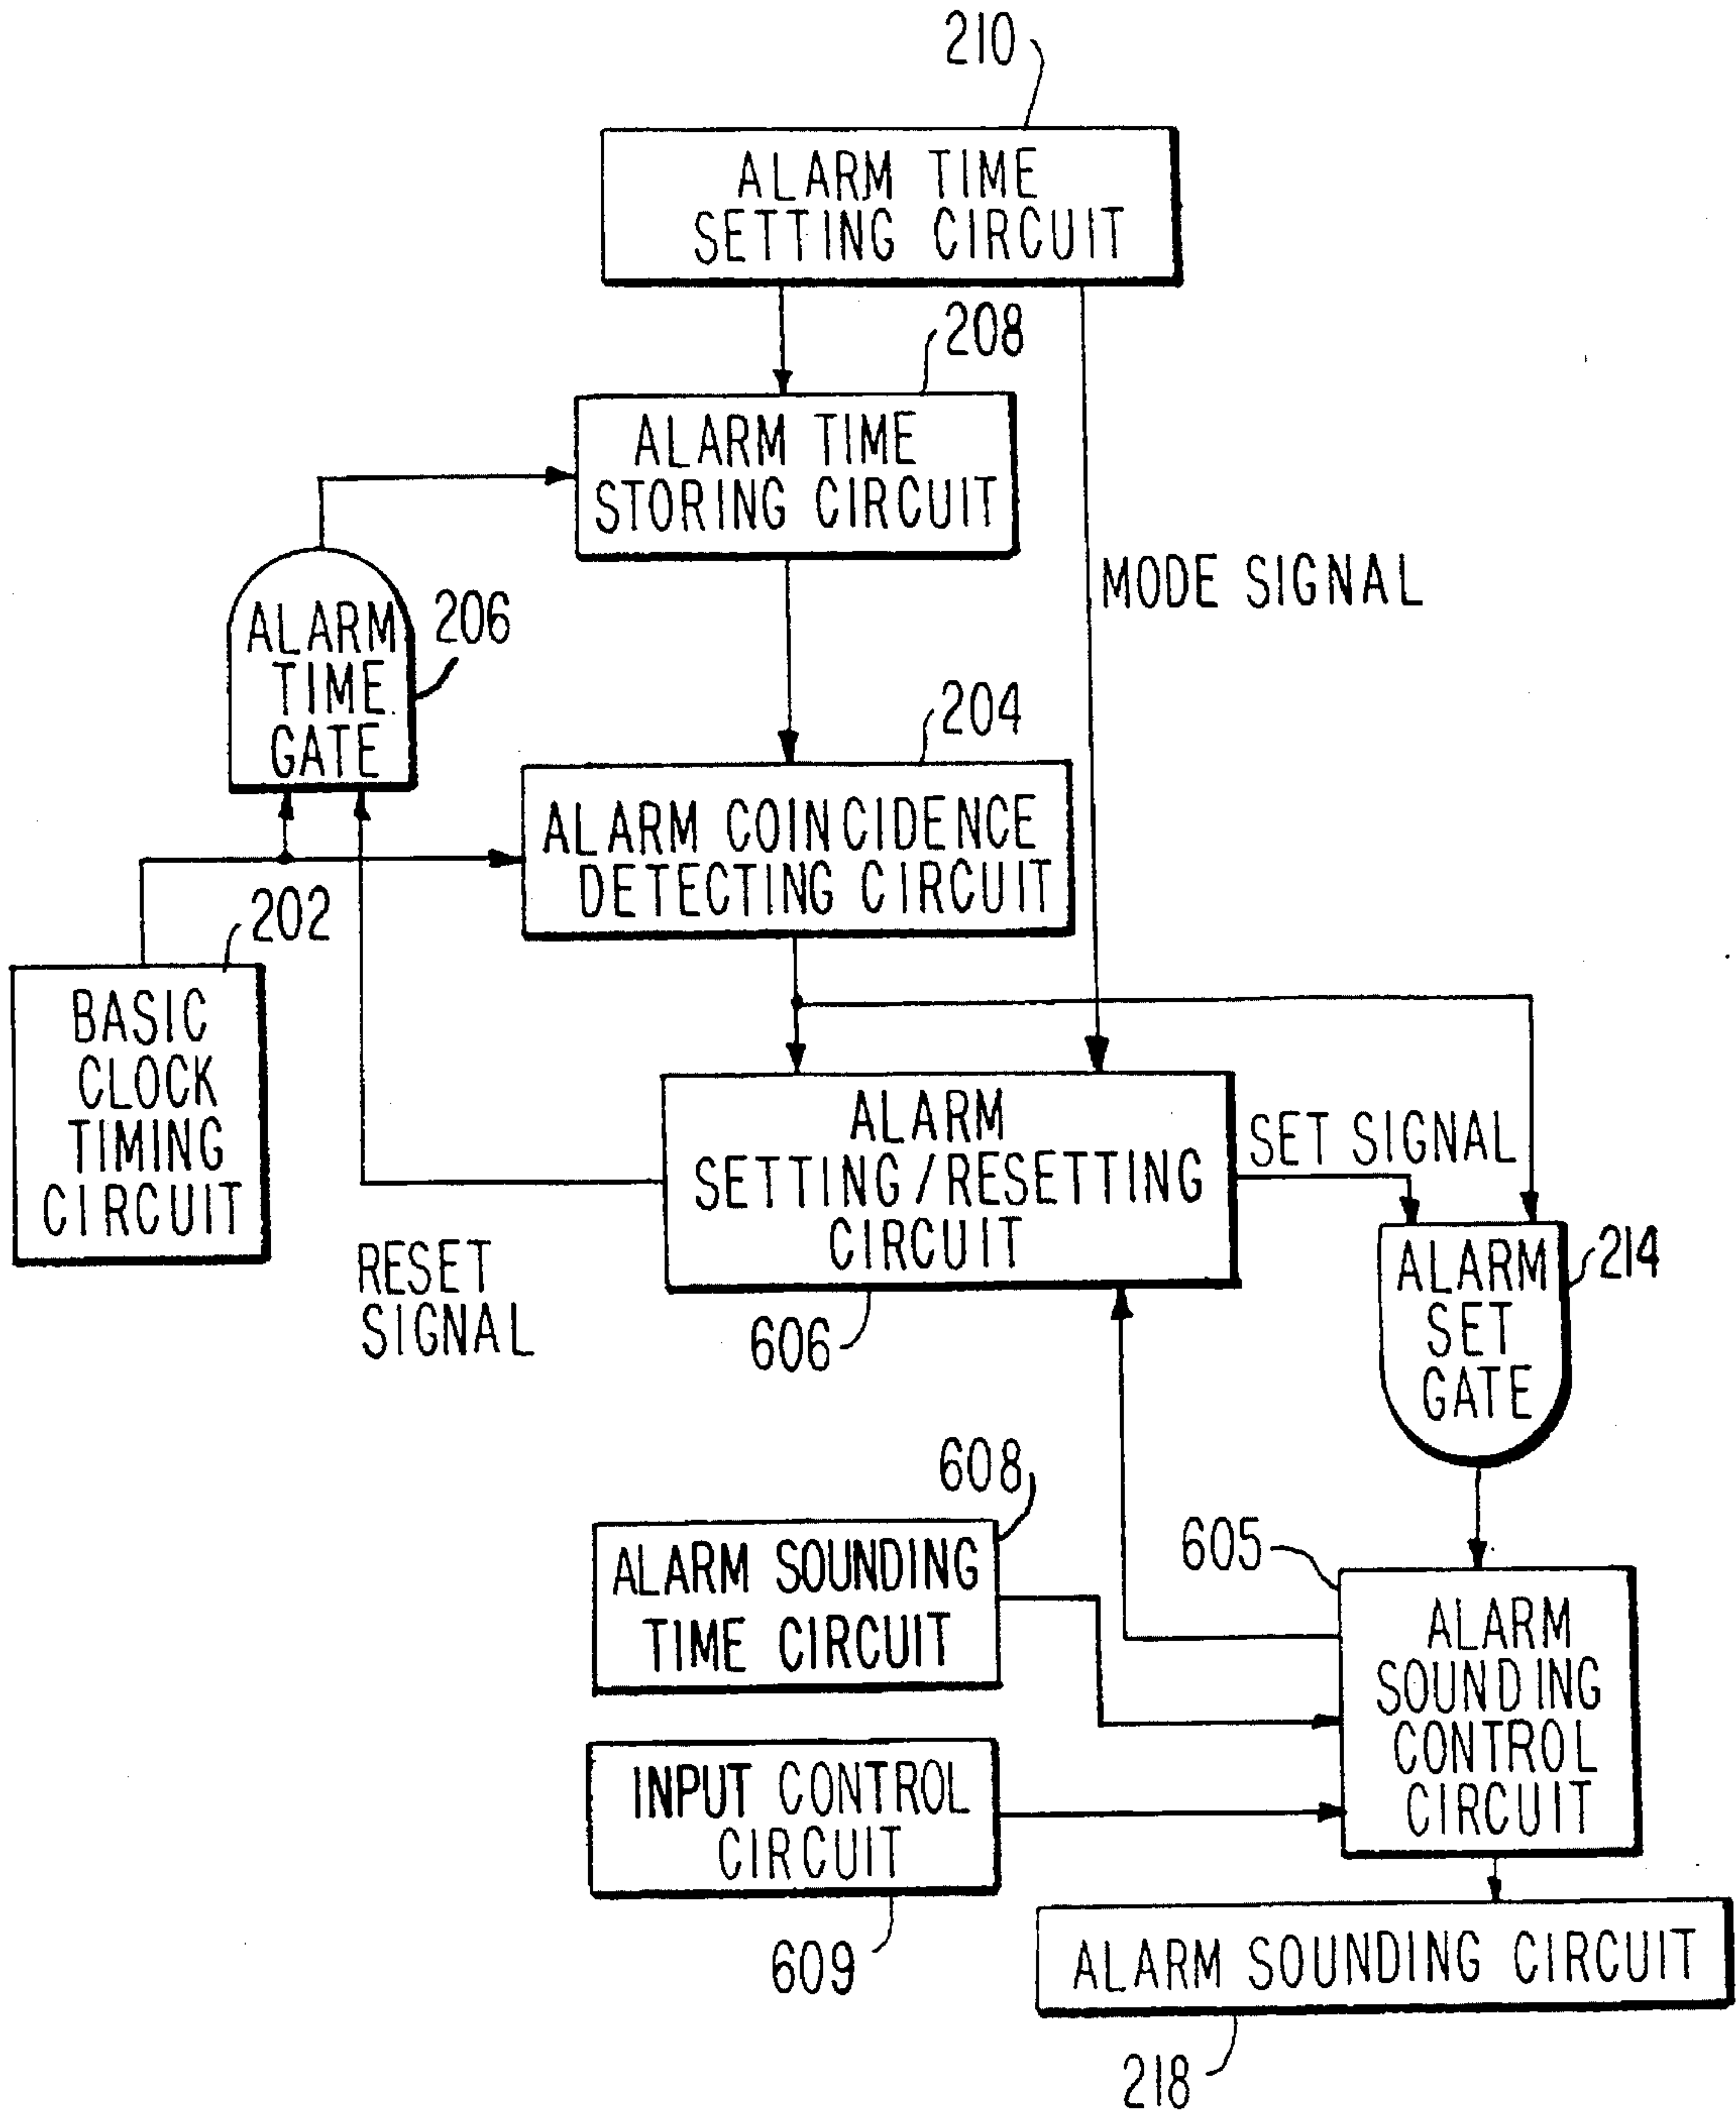 210
ALARM TIME
SETTING CIRCUIT
208
ALARM TIME
STORING CIRCUIT
MODE SIGNAL
ALARM
TIME
GATE
206
204
ALARM COINCIDENCE
DETECTING CIRCUIT
202
BASIC
CLOCK
TIMING
CIRCUIT
ALARM
SETTING/RESETTING
CIRCUIT
SET SIGNAL
RESET
SIGNAL
606
ALARM
SET
GATE
214
608
ALARM SOUNDING
TIME CIRCUIT
605
ALARM
SOUNDING
CONTROL
CIRCUIT
INPUT CONTROL
CIRCUIT
609
ALARM SOUNDING CIRCUIT
218